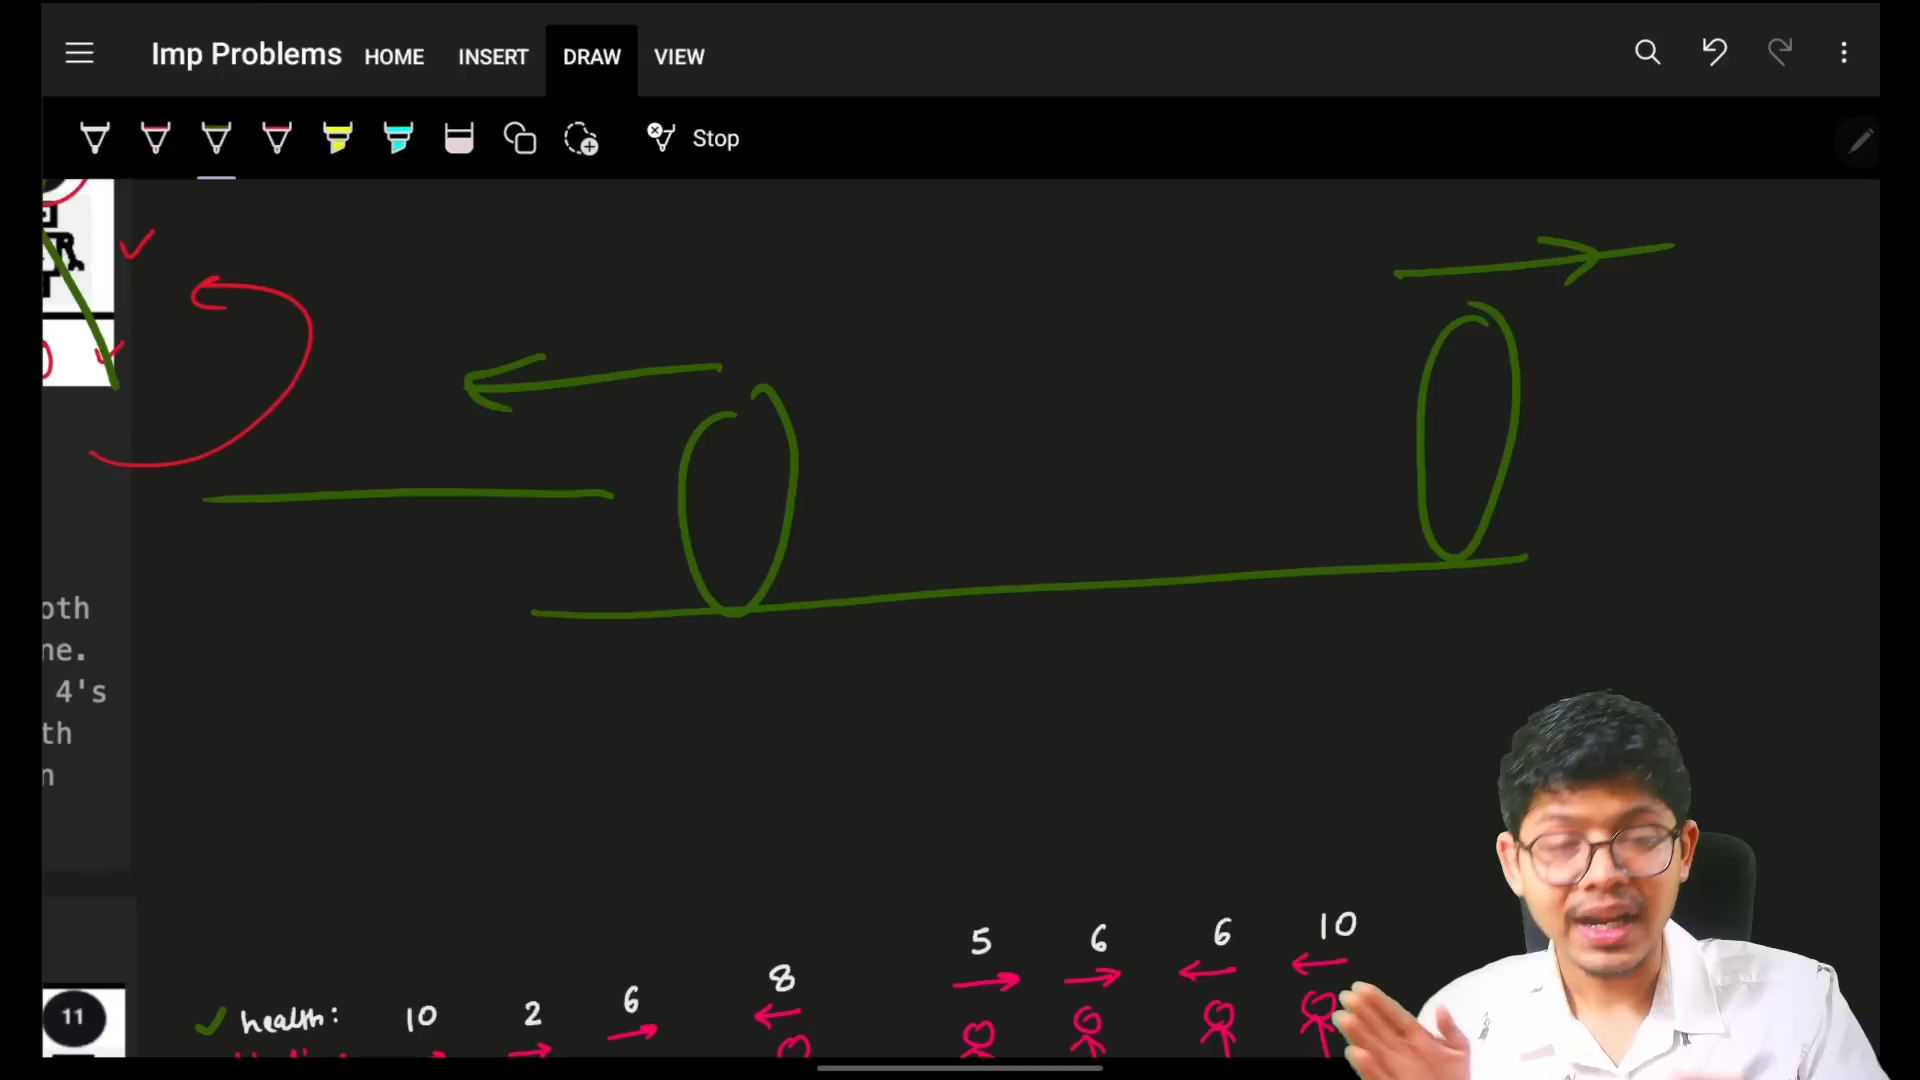 Imp Problems HOME INSERT DRAW VIEW
Stop
oth
ne.
4's
th
n
5 6 6 10
8
health: 10 2 6
11